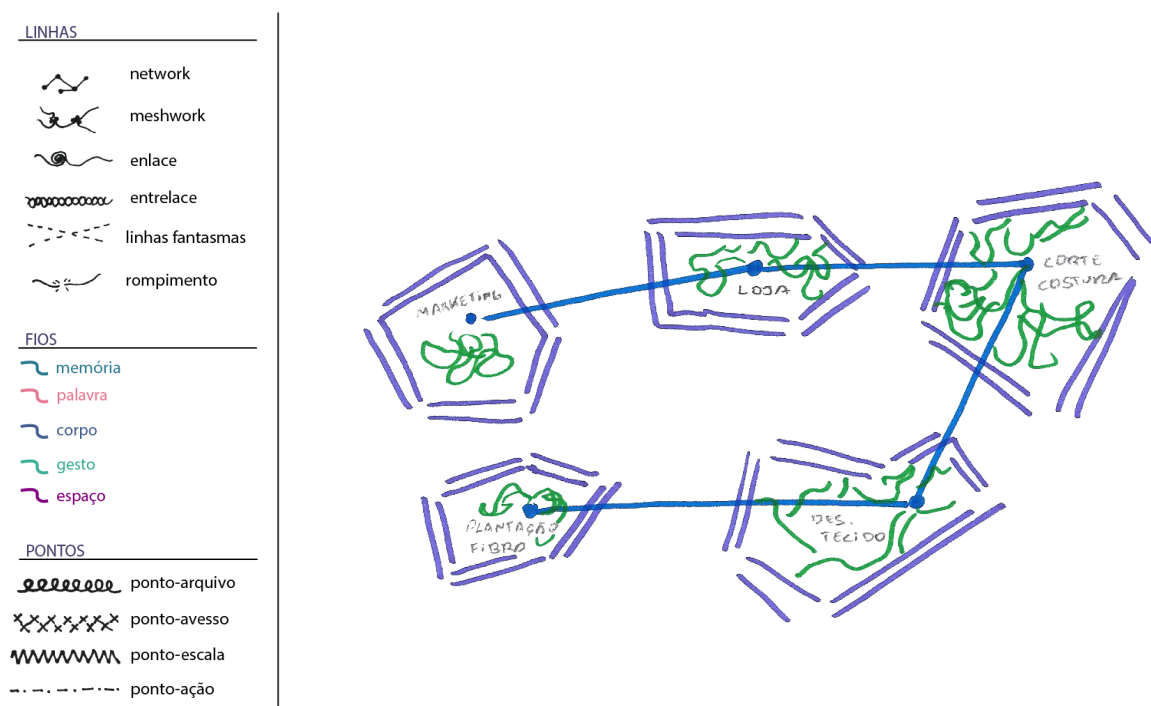 LINHAS
network
meshwork
enlace
entrelace
linhas fantasmas
rompimento
FIOS
memória
palavra
corpo
gesto
espaço
PONTOS
ponto-arquivo
ponto-avesso
ponto-escala
ponto-ação
MARKETING
LOJA
CORTE
COSTURA
PLANTAÇÃO
FIBRA
DES.
TECIDO